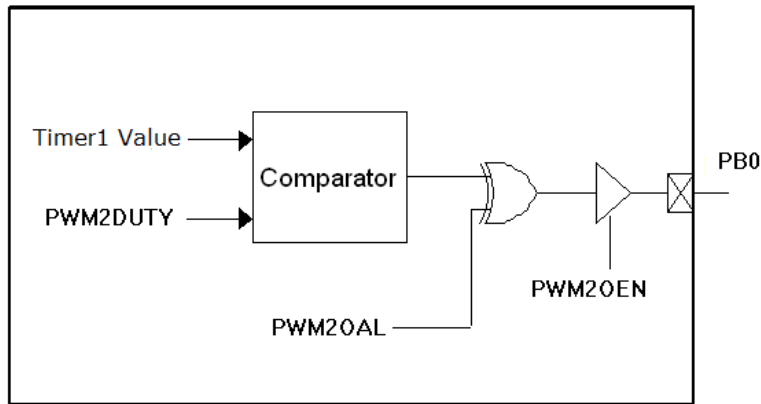 Timer1 Value
PWM2DUTY
Comparator
PWM2OAL
PWM2OEN
PB0